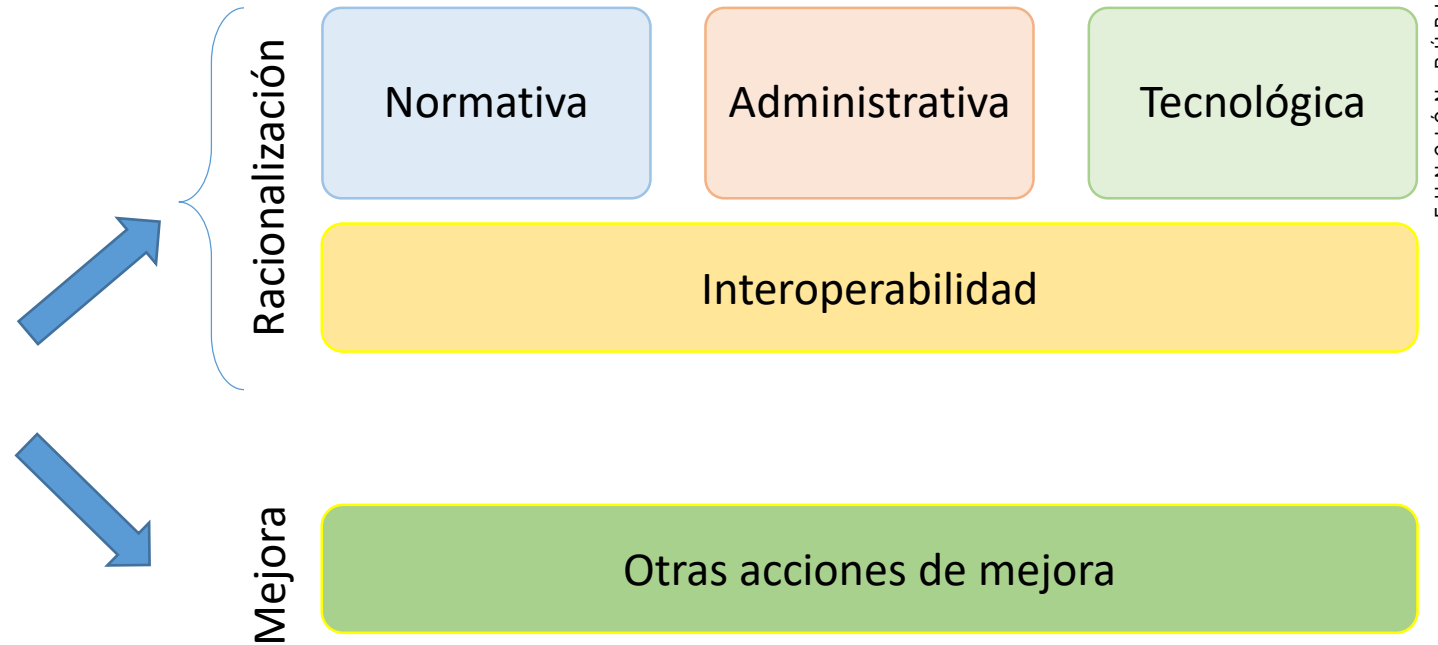 Racionalización
Normativa
Administrativa
Tecnológica
Interoperabilidad
Mejora
Otras acciones de mejora